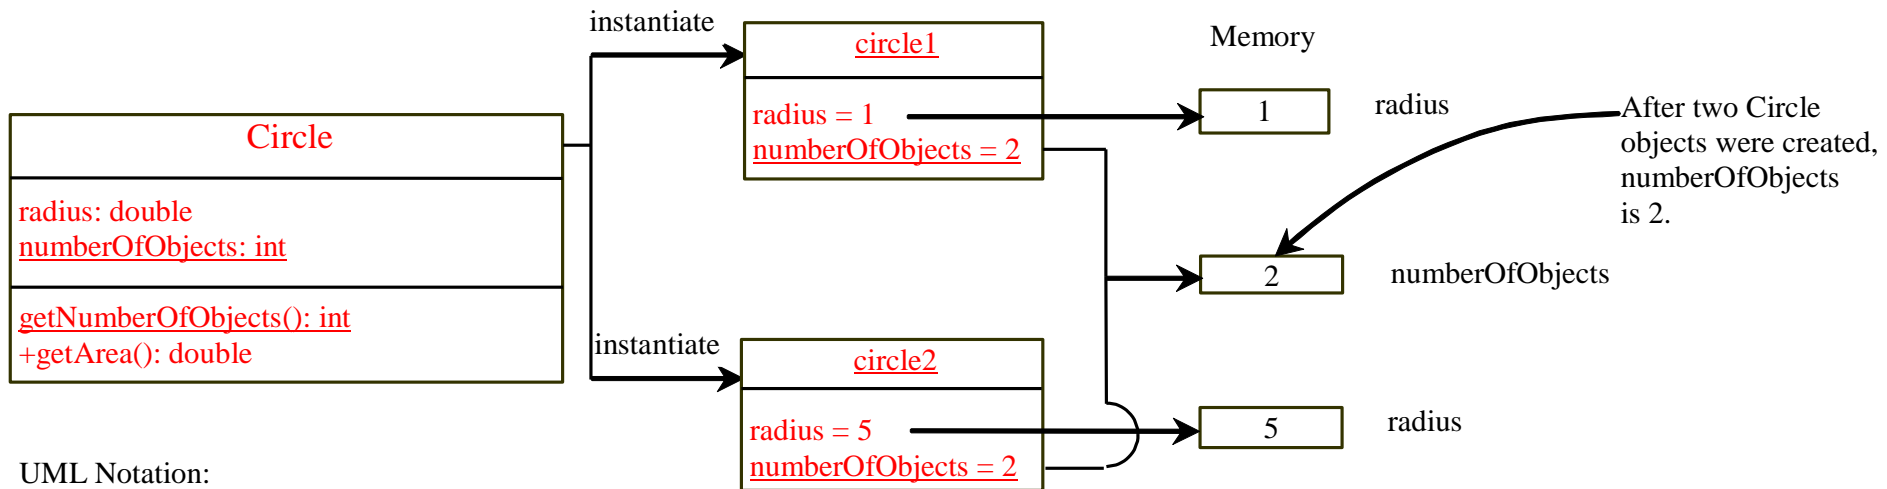 instantiate
circle1
Memory
radius = 1
numberOfObjects = 2
1
radius
After two Circle
objects were created,
numberOfObjects
is 2.
Circle
radius: double
numberOfObjects: int
getNumberOfObjects(): int
+getArea(): double
2
numberOfObjects
instantiate
circle2
radius = 5
numberOfObjects = 2
5
radius
UML Notation: